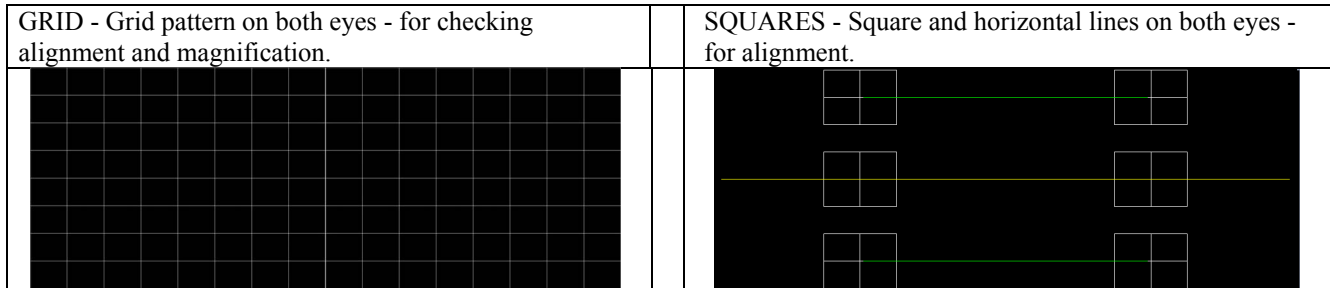 GRID - Grid pattern on both eyes - for checking
alignment and magnification.
SQUARES - Square and horizontal lines on both eyes -
for alignment.